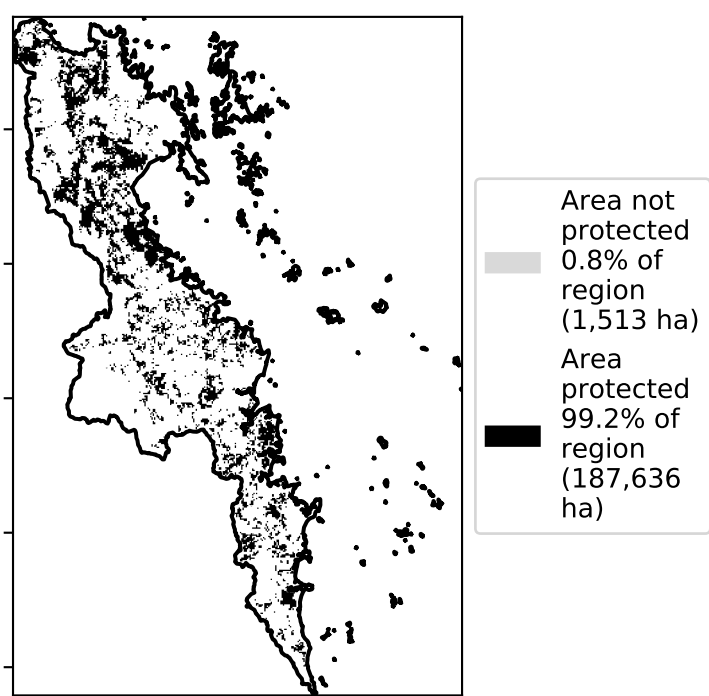 Area not
protected
0.8% of
region
(1,513 ha)
Area
protected
99.2% of
region
(187,636
ha)